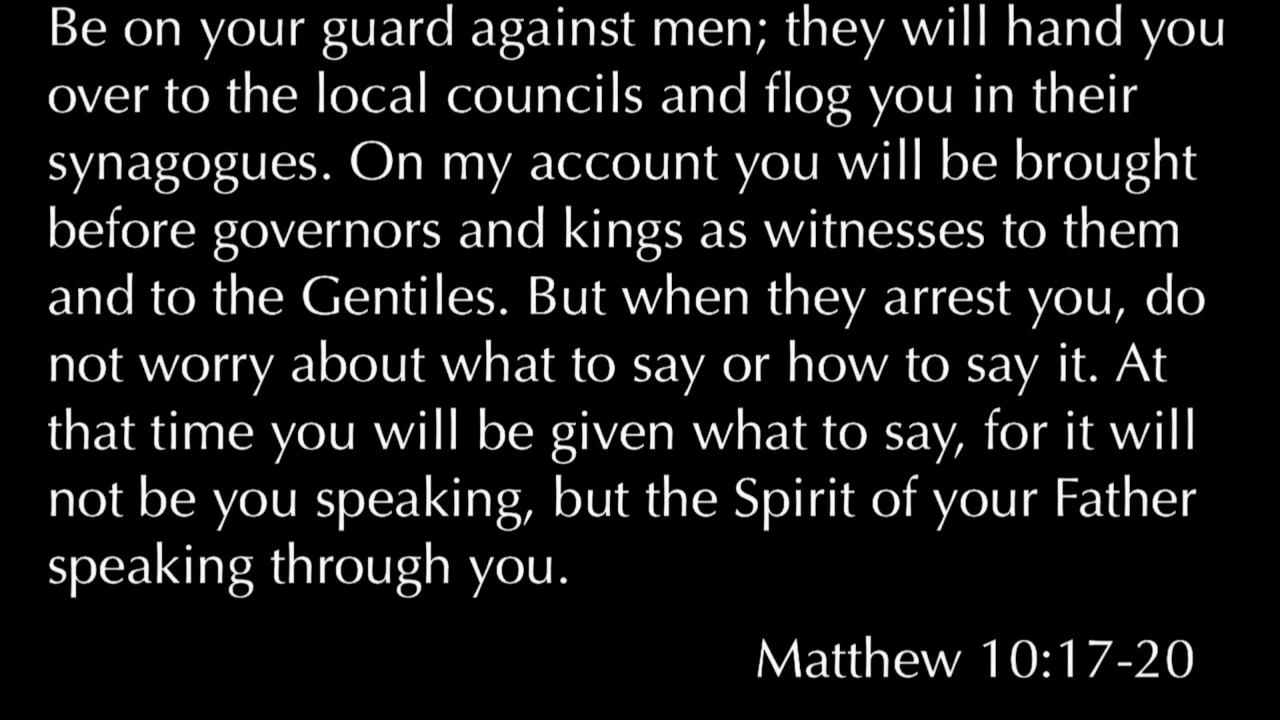 Be on your guard against men; they will hand you
over to the local councils and flog you in their
synagogues. On my account you will be brought
before governors and kings as witnesses to them
and to the Gentiles. But when they arrest you, do
not worry about what to say or how to say it. At
that time you will be given what to say, for it will
not be you speaking, but the Spirit of your Father
speaking through you.
Matthew 10:17-20